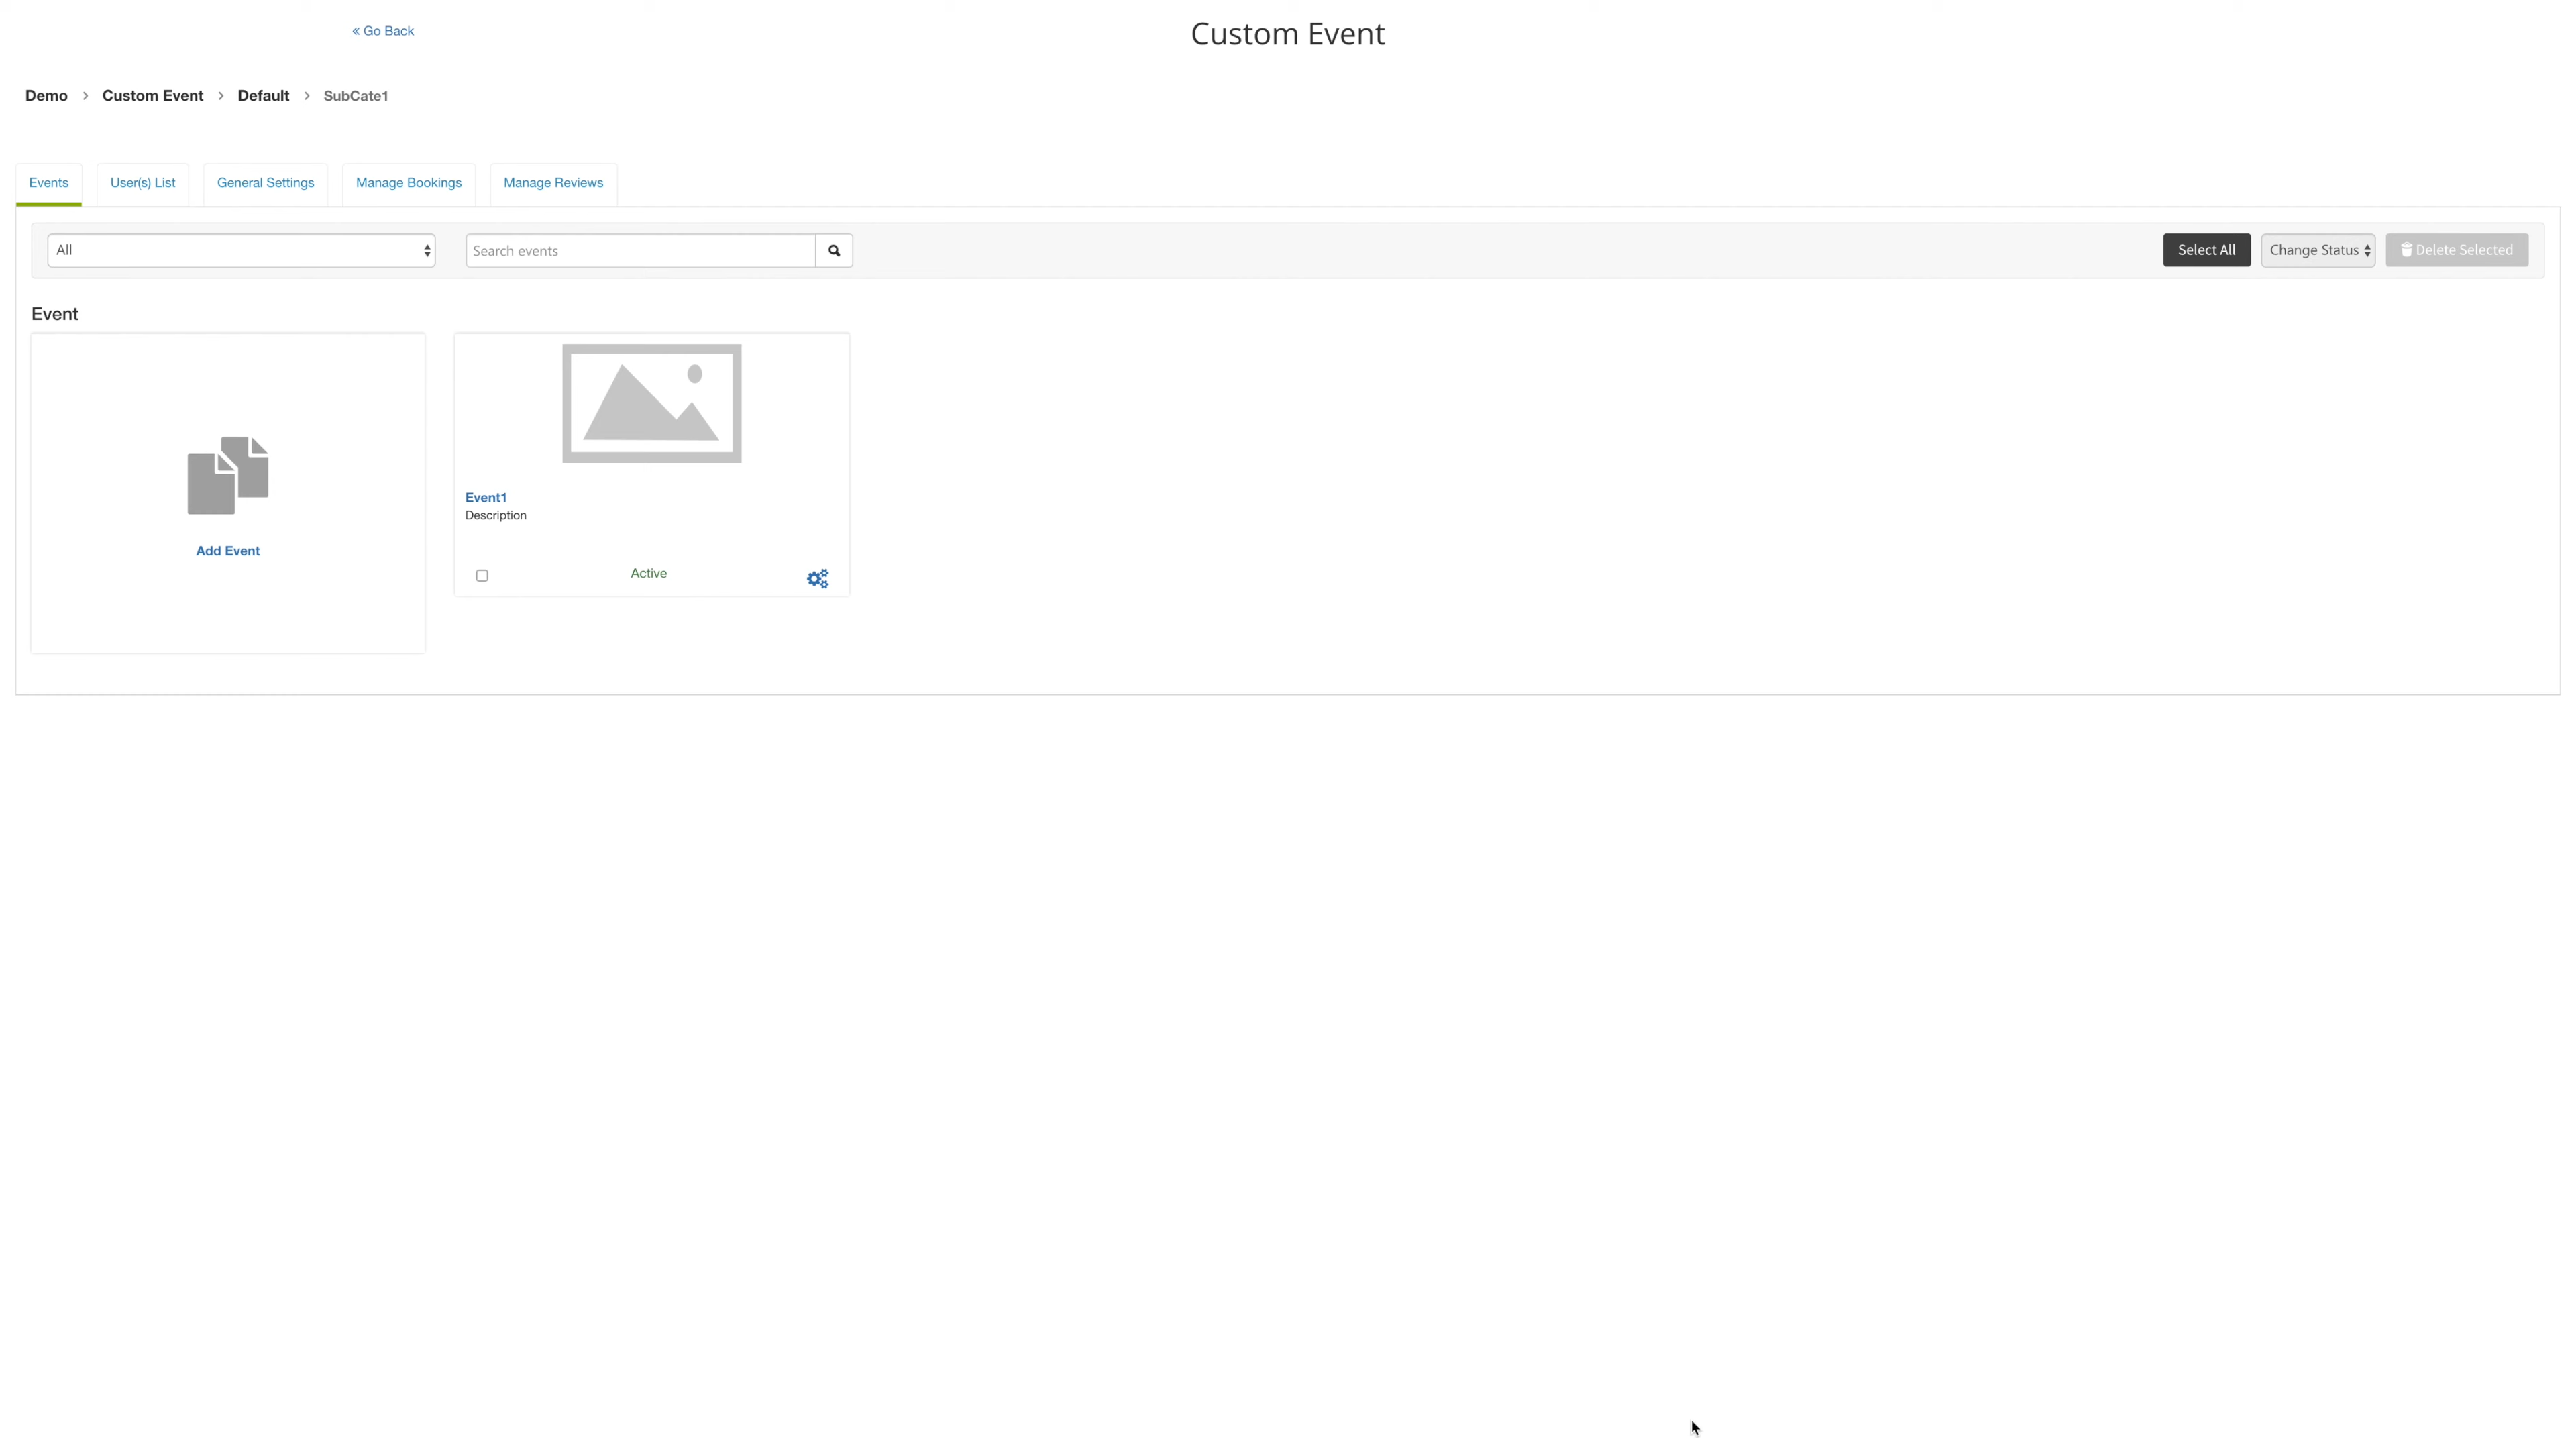 « Go Back
Custom Event
Demo > Custom Event > Default > SubCate1
Events User(s) List General Settings Manage Bookings Manage Reviews
All Search events Select All Change Status Delete Selected
Event
Add Event
Event1
Description
Active